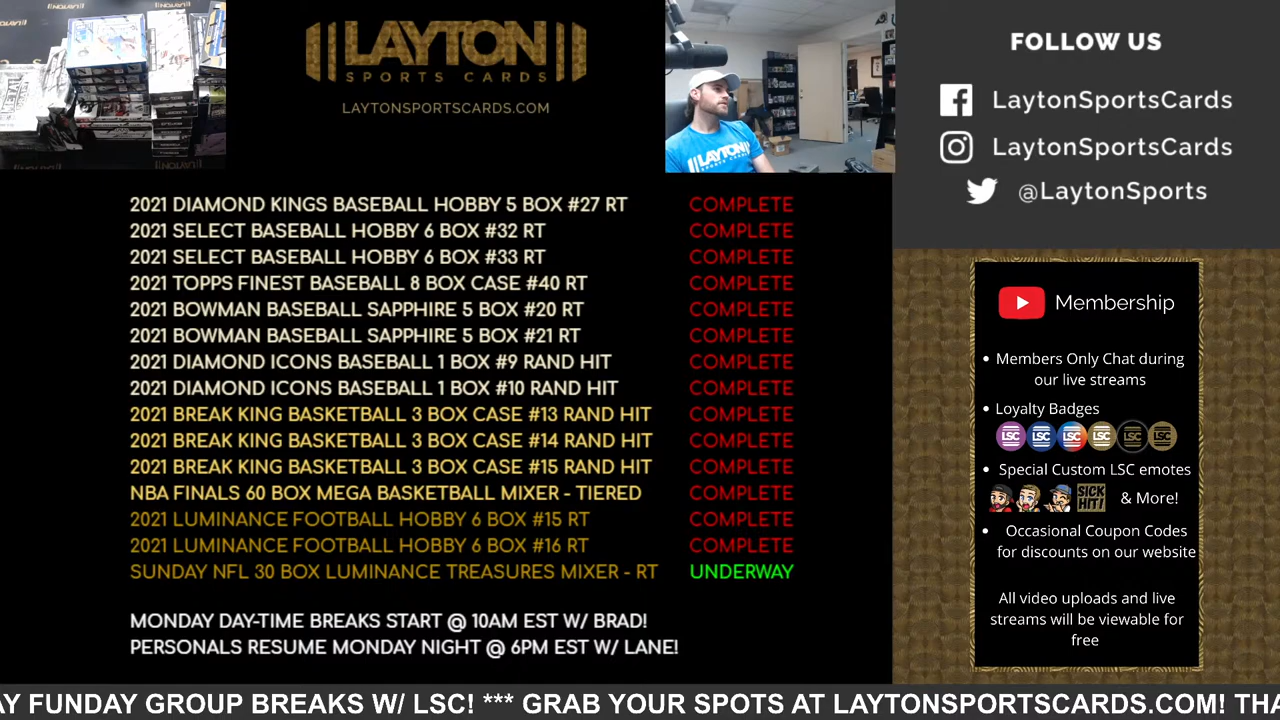 LAYTON
SPORTS CARDS
LAYTONSPORTSCARDS.COM
LAYTON
FOLLOW US
LaytonSportsCards
LaytonSportsCards
@LaytonSports
2021 DIAMOND KINGS BASEBALL HOBBY 5 BOX #27 RT COMPLETE
2021 SELECT BASEBALL HOBBY 6 BOX #32 RT COMPLETE
2021 SELECT BASEBALL HOBBY 6 BOX #33 RT COMPLETE
2021 TOPPS FINEST BASEBALL 8 BOX CASE #40 RT COMPLETE
2021 BOWMAN BASEBALL SAPPHIRE 5 BOX #20 RT COMPLETE
2021 BOWMAN BASEBALL SAPPHIRE 5 BOX #21 RT COMPLETE
2021 DIAMOND ICONS BASEBALL 1 BOX #9 RAND HIT COMPLETE
2021 DIAMOND ICONS BASEBALL 1 BOX #10 RAND HIT COMPLETE
2021 BREAK KING BASKETBALL 3 BOX CASE #13 RAND HIT COMPLETE
2021 BREAK KING BASKETBALL 3 BOX CASE #14 RAND HIT COMPLETE
2021 BREAK KING BASKETBALL 3 BOX CASE #15 RAND HIT COMPLETE
NBA FINALS 60 BOX MEGA BASKETBALL MIXER - TIERED COMPLETE
2021 LUMINANCE FOOTBALL HOBBY 6 BOX #15 RT COMPLETE
2021 LUMINANCE FOOTBALL HOBBY 6 BOX #16 RT COMPLETE
SUNDAY NFL 30 BOX LUMINANCE TREASURES MIXER - RT UNDERWAY
MONDAY DAY-TIME BREAKS START @ 10AM EST W/ BRAD!
PERSONALS RESUME MONDAY NIGHT @ 6PM EST W/ LANE!
Membership
• Members Only Chat during
our live streams
• Loyalty Badges
LSC LSC LSC LSC LSC LSC
• Special Custom LSC emotes
SICK HIT! & More!
• Occasional Coupon Codes
for discounts on our website
All video uploads and live
streams will be viewable for
free
AY FUNDAY GROUP BREAKS W/ LSC! *** GRAB YOUR SPOTS AT LAYTONSPORTSCARDS.COM! THA